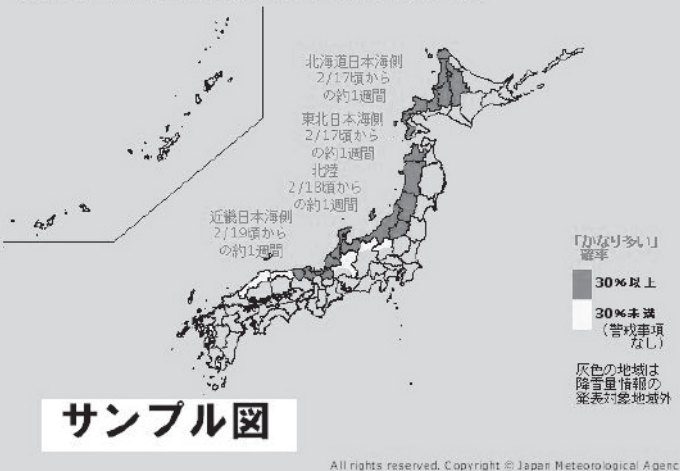 北海道日本海側
2/17頃から
の約1週間
東北日本海側
2/17頃から
の約1週間
北陸
2/18頃から
の約1週間
近畿日本海側
2/19頃から
の約1週間
「かなり多い」
確率
30%以上
30%未満
(警戒事項
なし)
灰色の地域は
降雪量情報の
発表対象地域外
サンプル図
All rights reserved. Copyright © Japan Meteorological Agenc